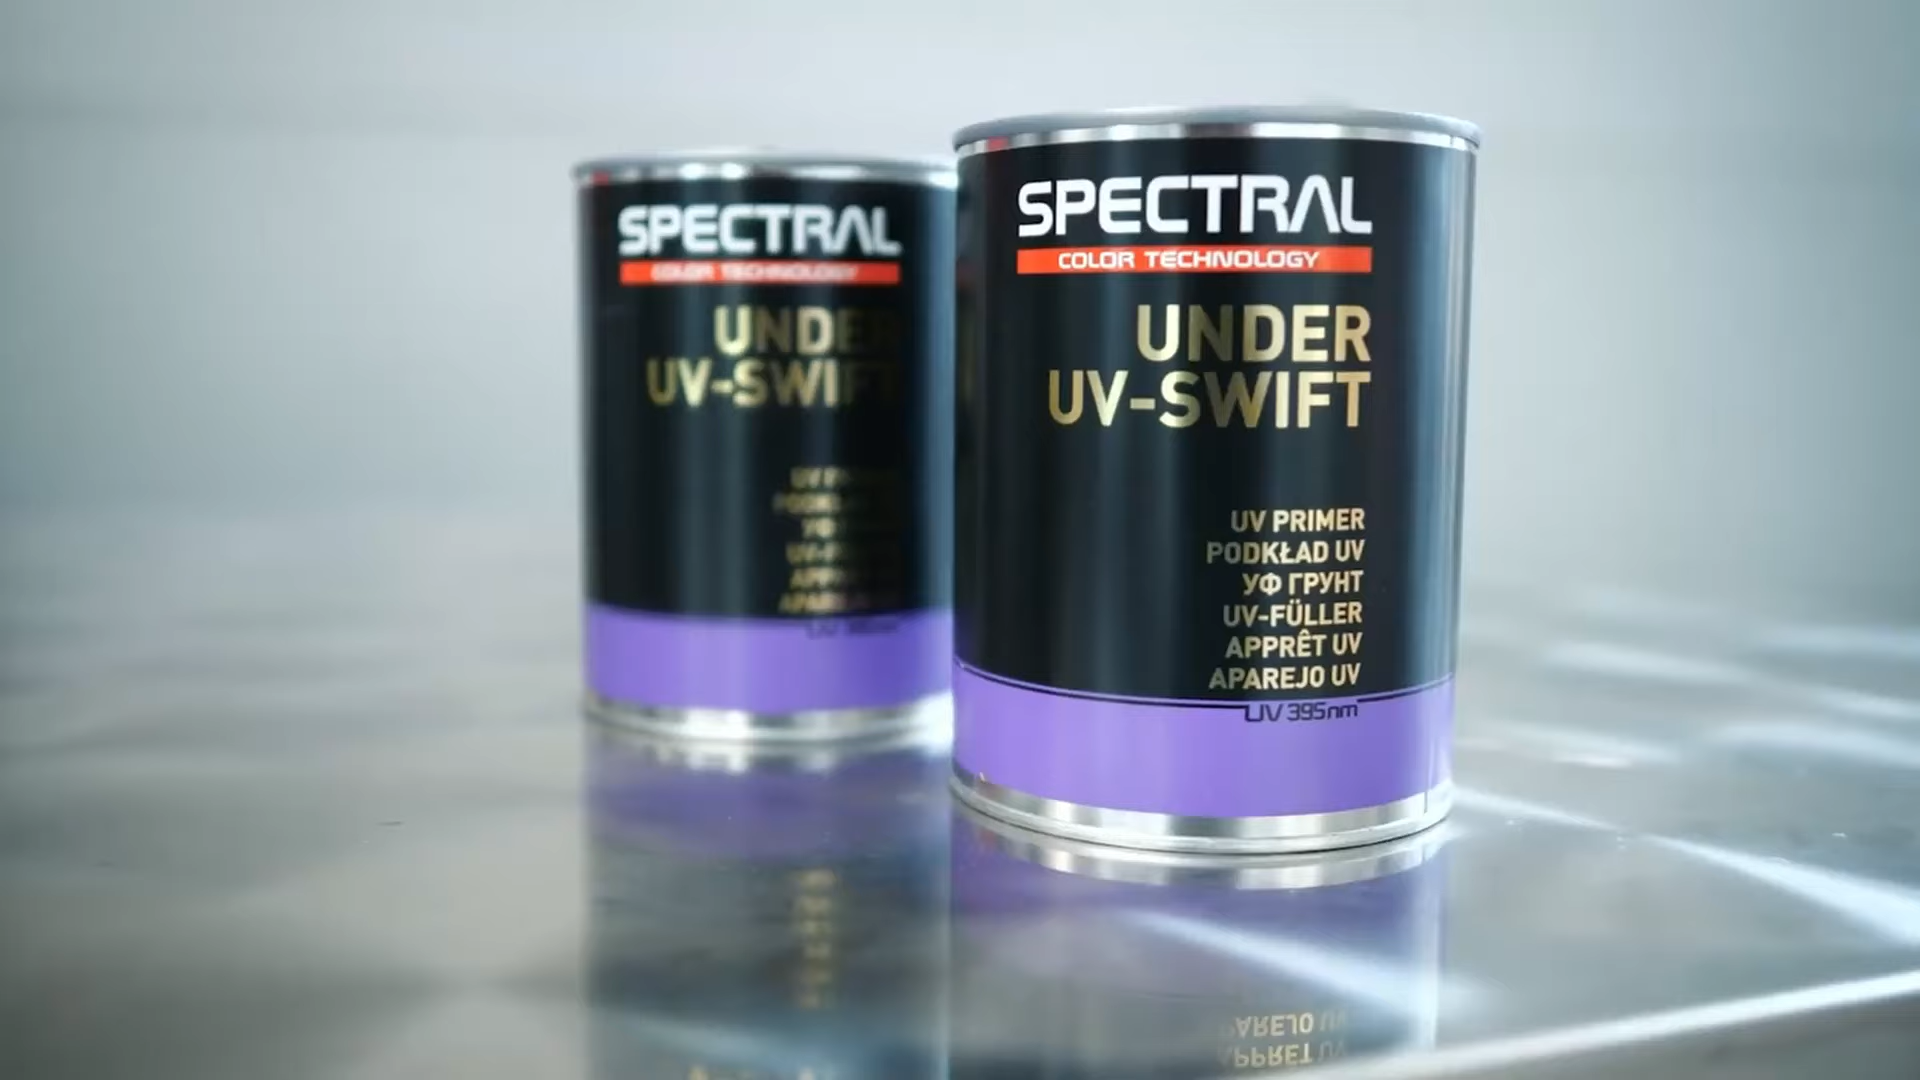 SPECTRAL
COLOR TECHNOLOGY
UNDER
UV-SWIFT
SPECTRAL
COLOR TECHNOLOGY
UNDER
UV-SWIFT
UV PRIMER
PODKŁAD UV
УФ ГРУНТ
UV-FÜLLER
APPRÊT UV
APAREJO UV
UV 395nm